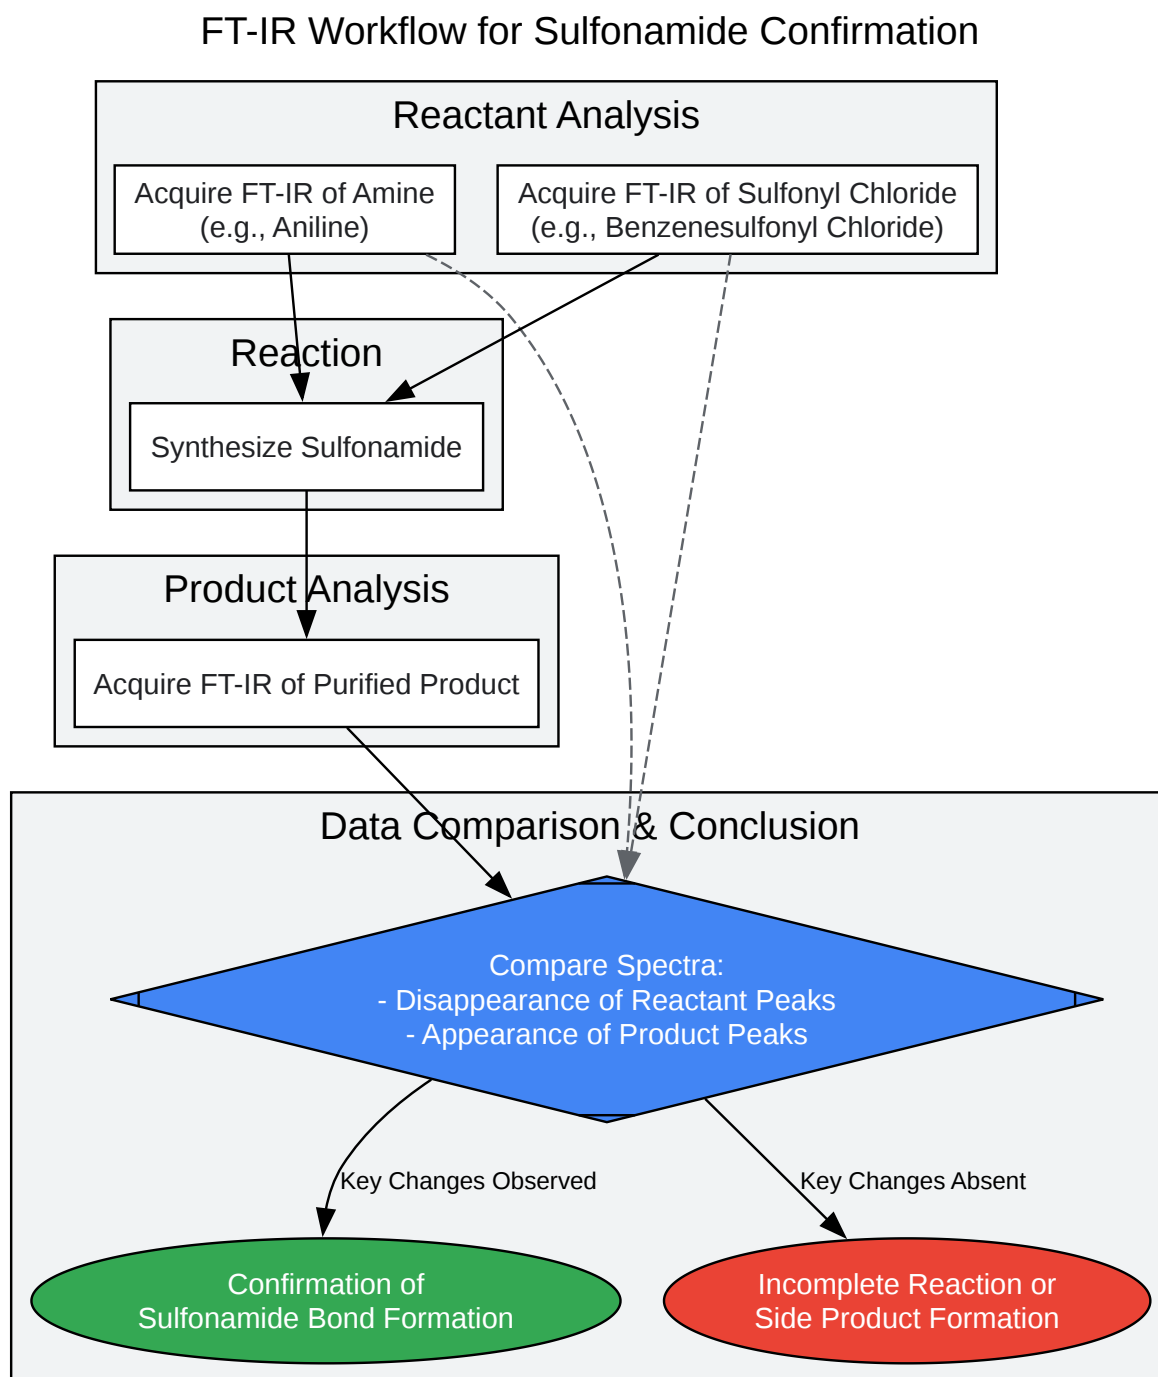 FT-IR Workflow for Sulfonamide Confirmation
Reactant Analysis
Acquire FT-IR of Amine
(e.g., Aniline)
Acquire FT-IR of Sulfonyl Chloride
(e.g., Benzenesulfonyl Chloride)
Reaction
Synthesize Sulfonamide
Product Analysis
Acquire FT-IR of Purified Product
Data Comparison & Conclusion
Compare Spectra:
- Disappearance of Reactant Peaks
- Appearance of Product Peaks
Key Changes Observed
Key Changes Absent
Confirmation of
Sulfonamide Bond Formation
Incomplete Reaction or
Side Product Formation